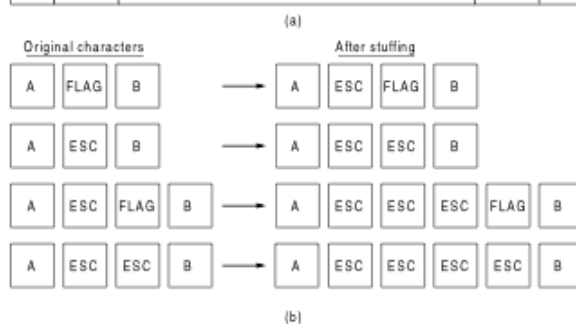 (a)
Original characters After stuffing
A FLAG B A ESC FLAG B
A ESC B A ESC ESC B
A ESC FLAG B A ESC ESC ESC FLAG B
A ESC ESC B A ESC ESC ESC ESC B
(b)